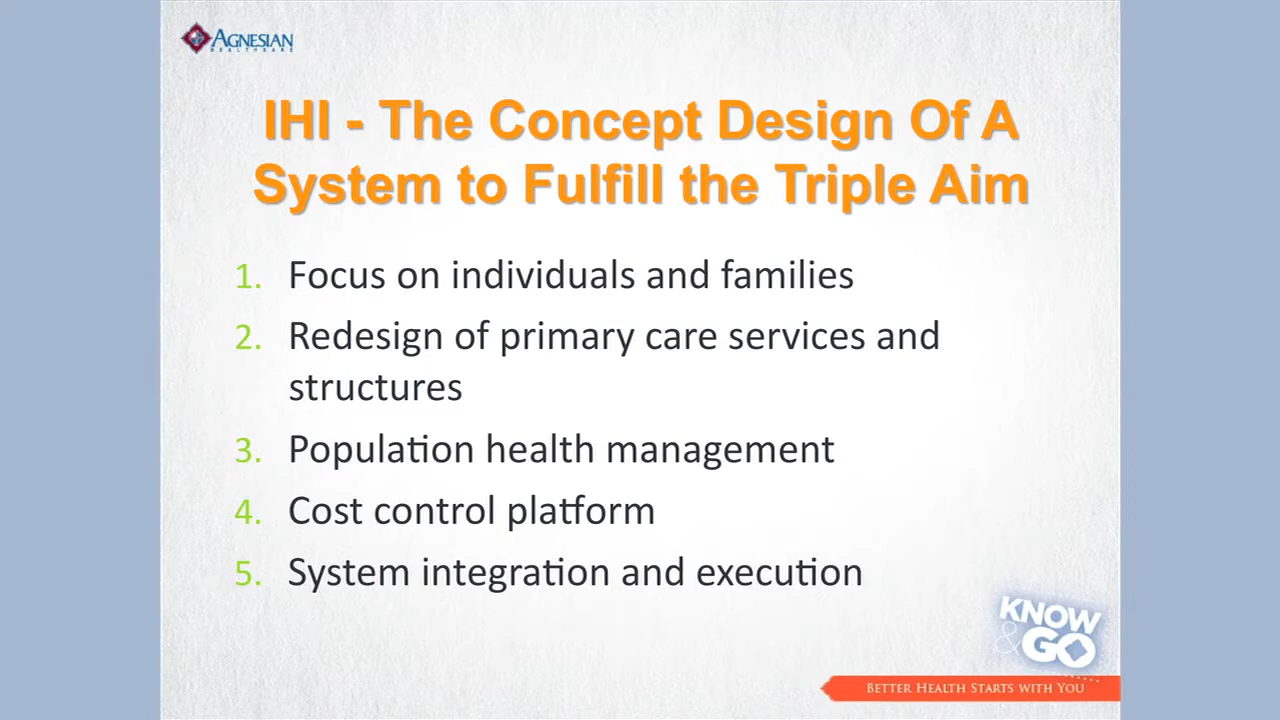 AGNESIAN
HEALTHCARE
IHI - The Concept Design Of A
System to Fulfill the Triple Aim
1. Focus on individuals and families
2. Redesign of primary care services and
structures
3. Population health management
4. Cost control platform
5. System integration and execution
KNOW
& GO
BETTER HEALTH STARTS WITH YOU